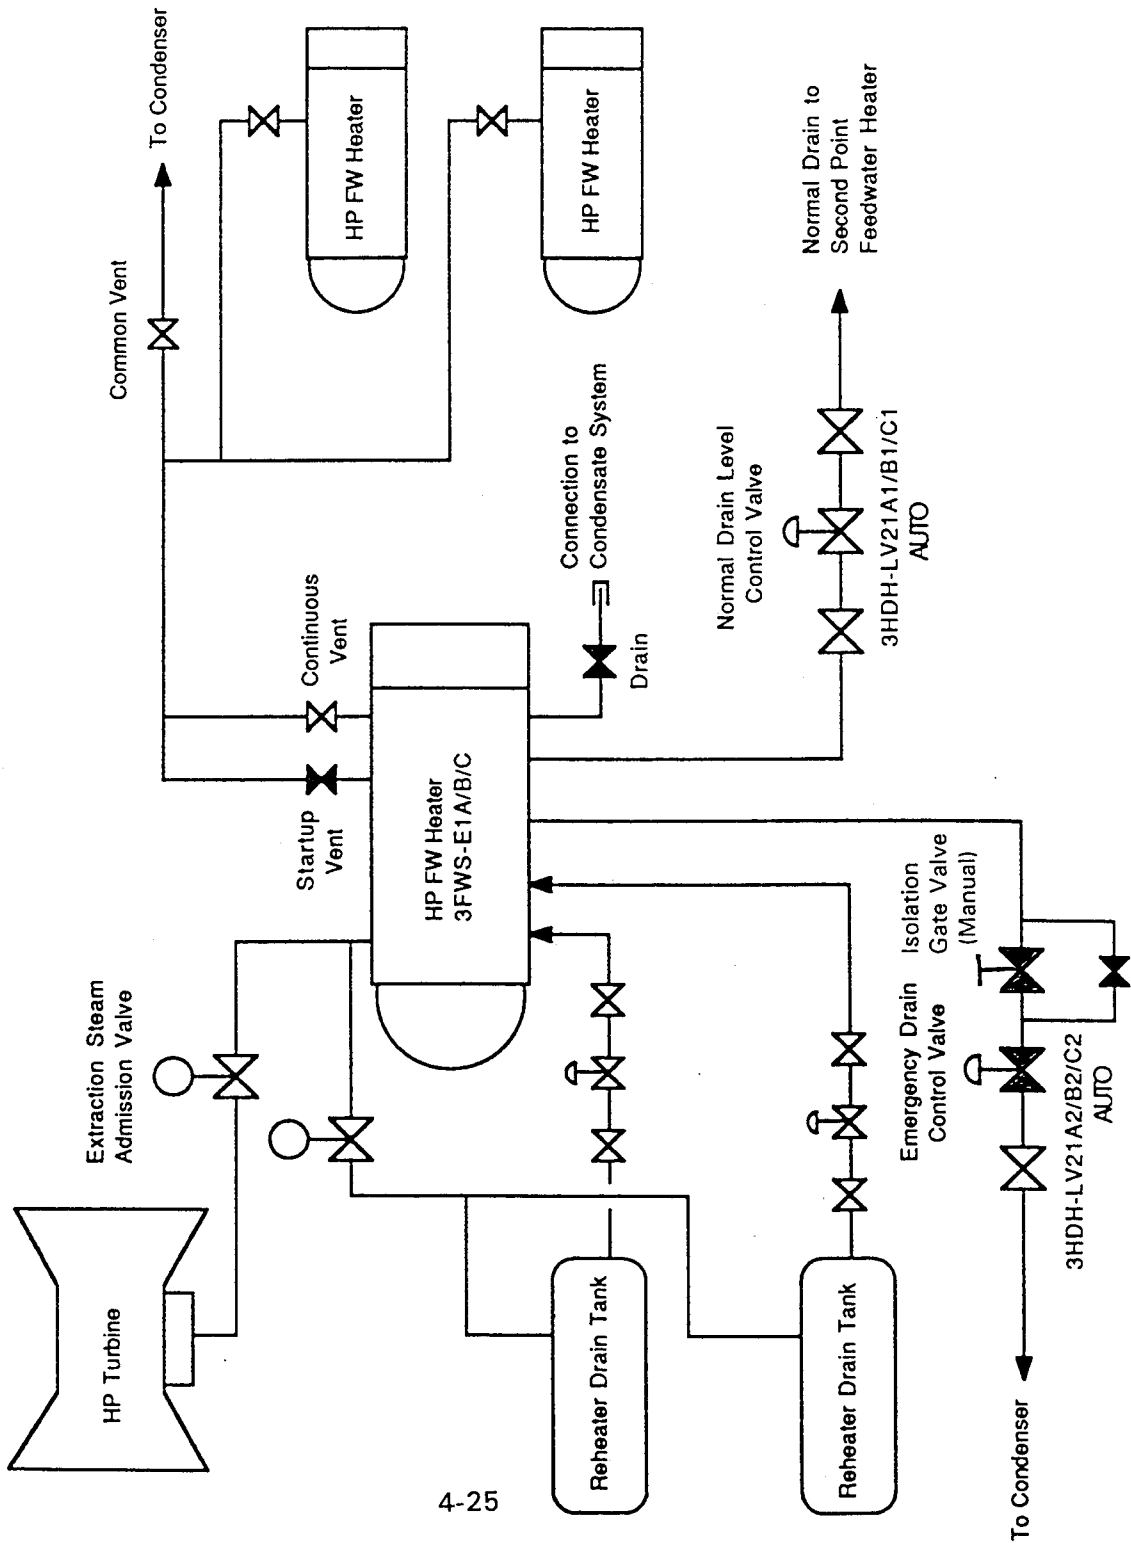 HP Turbine
Extraction Steam
Admission Valve
Startup
Vent
Continuous
Vent
Common Vent
To Condenser
HP FW Heater
HP FW Heater
HP FW Heater
3FWS-E1A/B/C
Connection to
Condensate System
Drain
Normal Drain Level
Control Valve
3HDH-LV21A1/B1/C1
AUTO
Normal Drain to
Second Point
Feedwater Heater
Reheater Drain Tank
Reheater Drain Tank
Emergency Drain
Control Valve
Isolation
Gate Valve
(Manual)
3HDH-LV21A2/B2/C2
AUTO
To Condenser
4-25